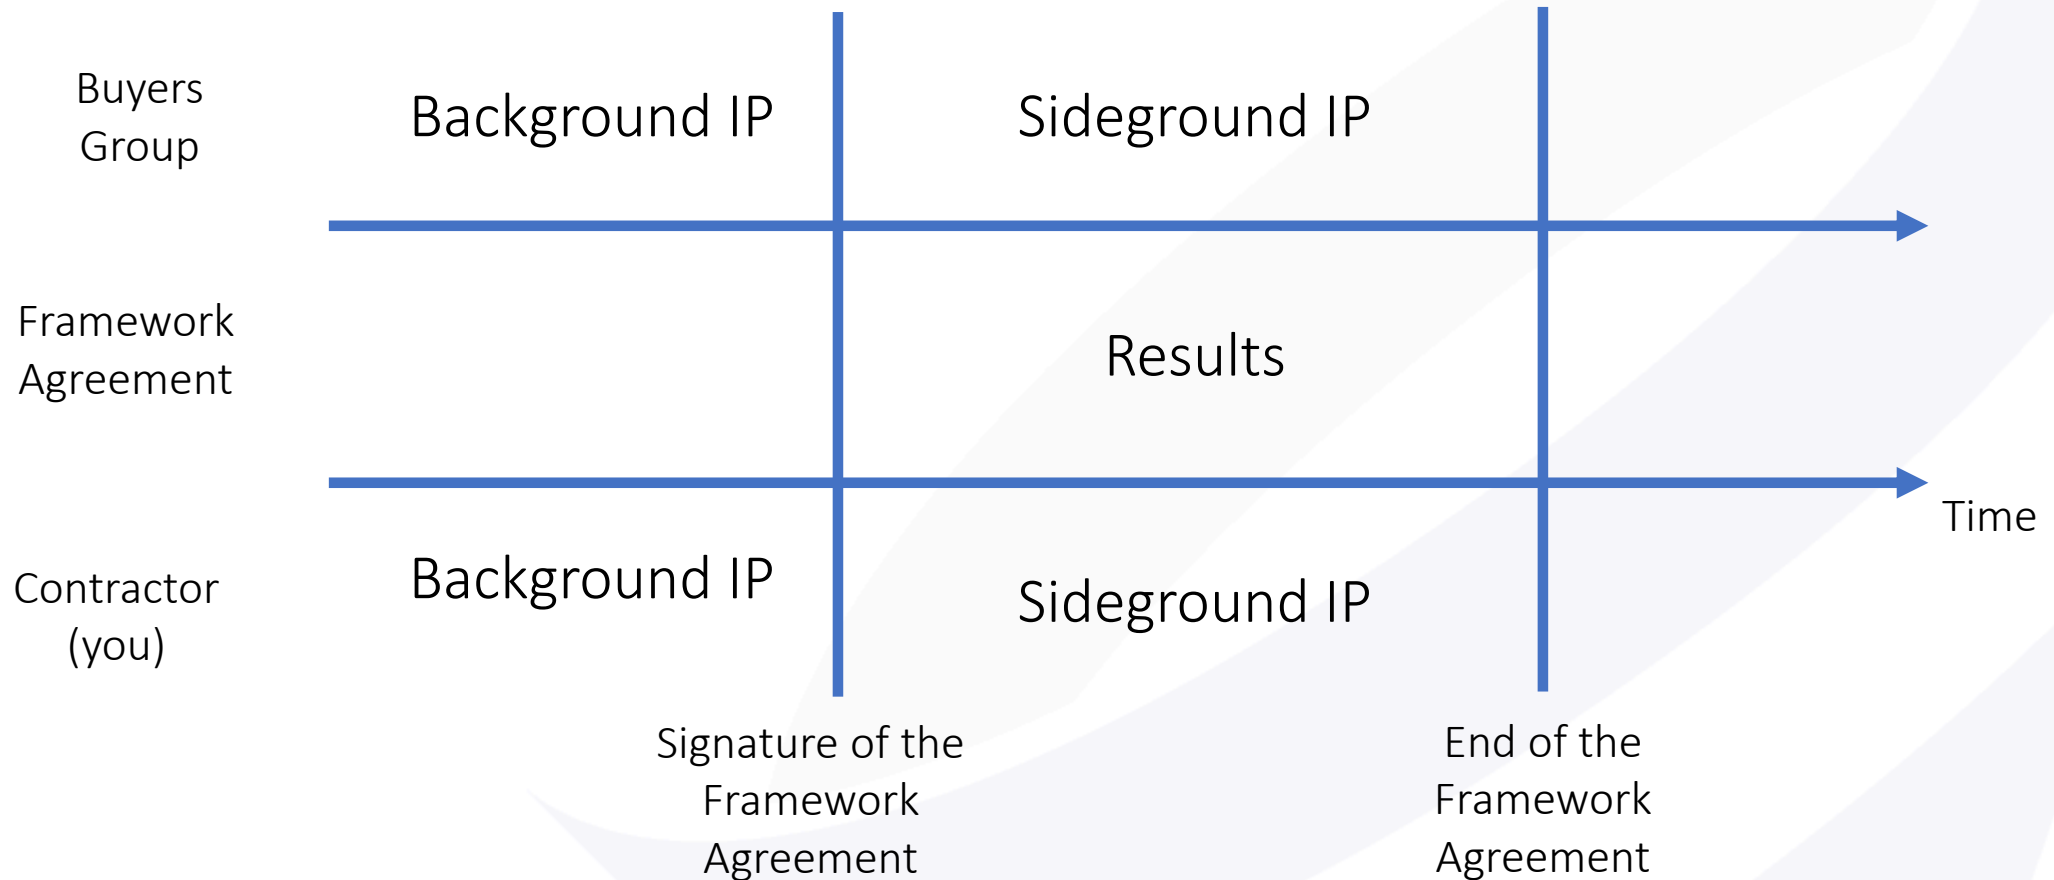 Buyers
Group
Background IP
Sideground IP
Framework
Agreement
Results
Time
Contractor
(you)
Background IP
Sideground IP
Signature of the
Framework
Agreement
End of the
Framework
Agreement